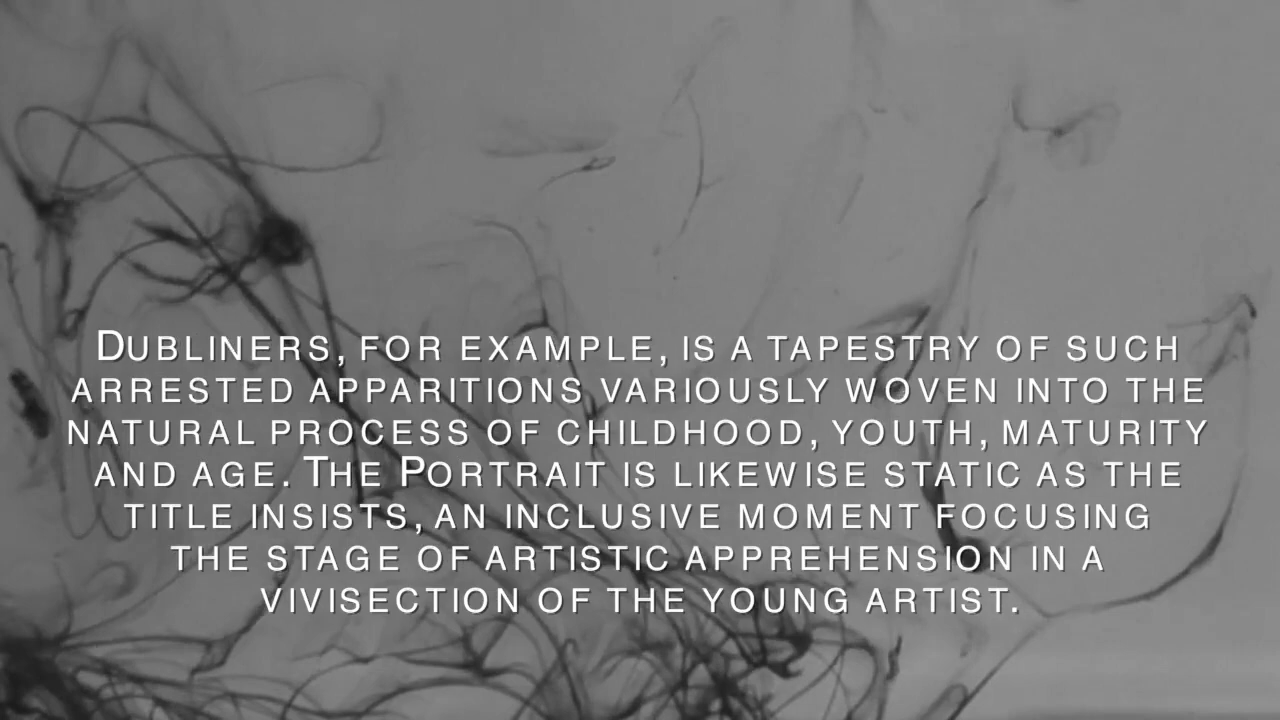 DUBLINERS, FOR EXAMPLE, IS A TAPESTRY OF SUCH
ARRESTED APPARITIONS VARIOUSLY WOVEN INTO THE
NATURAL PROCESS OF CHILDHOOD, YOUTH, MATURITY
AND AGE. THE PORTRAIT IS LIKEWISE STATIC AS THE
TITLE INSISTS, AN INCLUSIVE MOMENT FOCUSING
THE STAGE OF ARTISTIC APPREHENSION IN A
VIVISECTION OF THE YOUNG ARTIST.